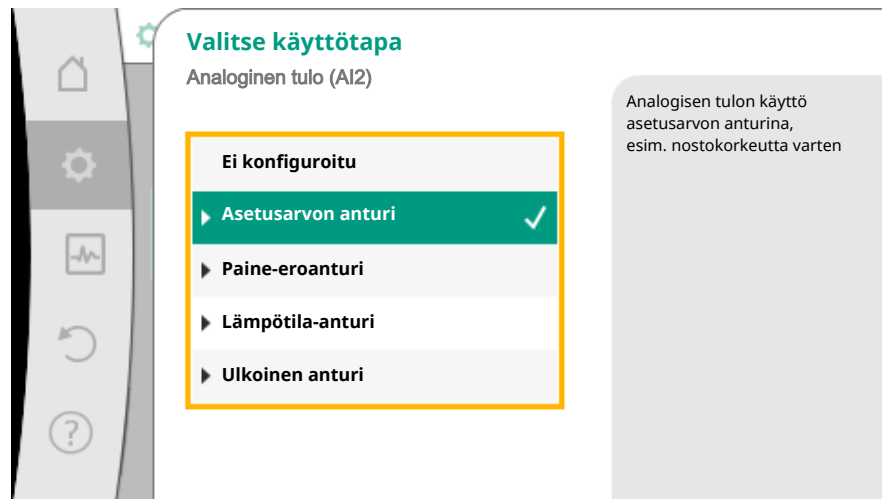 Valitse käyttötapa
Analoginen tulo (AI2)
Ei konfiguroitu
Asetusarvon anturi
Paine-eroanturi
Lämpötila-anturi
Ulkoinen anturi
Analogisen tulon käyttö
asetusarvon anturina,
esim. nostokorkeutta varten
?